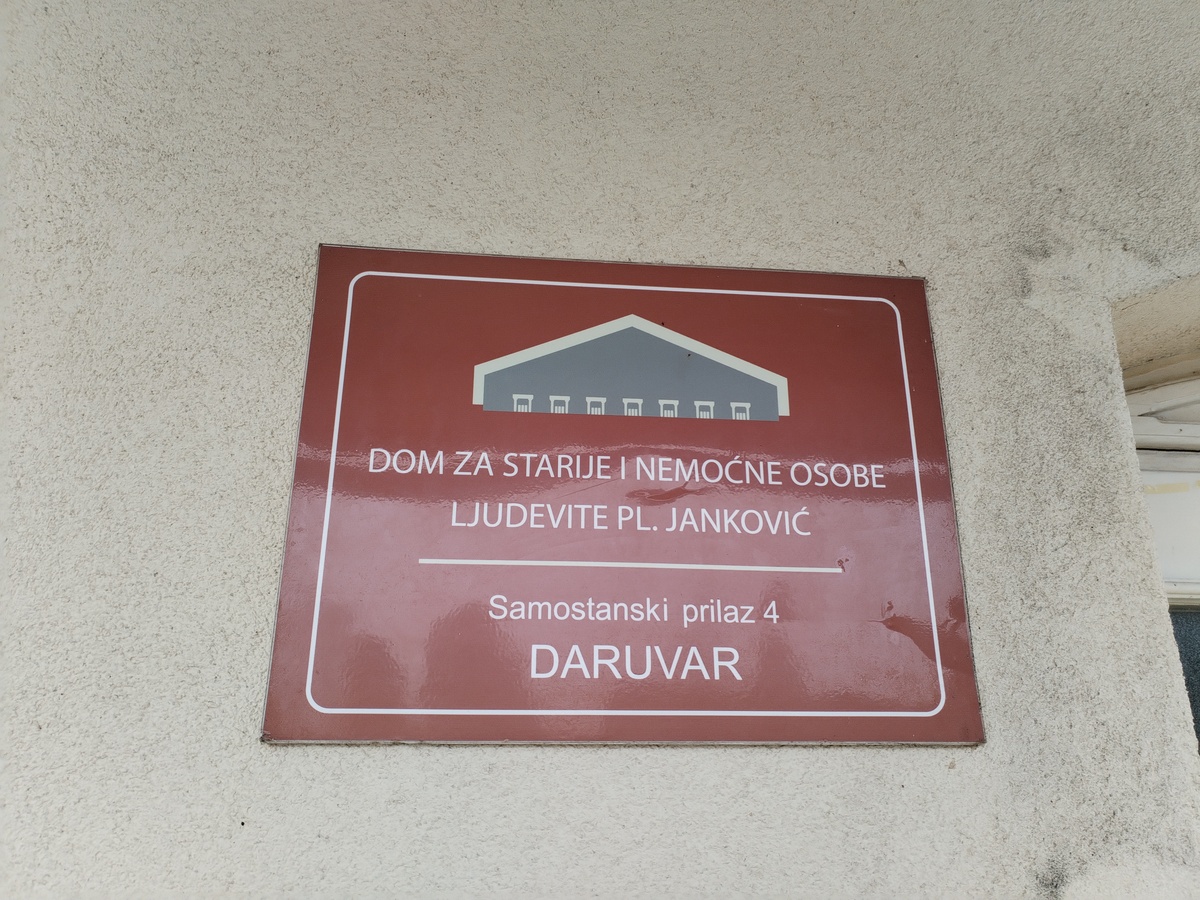 DOM ZA STARIJE I NEMOĆNE OSOBE
LJUDEVITE PL. JANKOVIĆ
Samostanski prilaz 4
DARUVAR